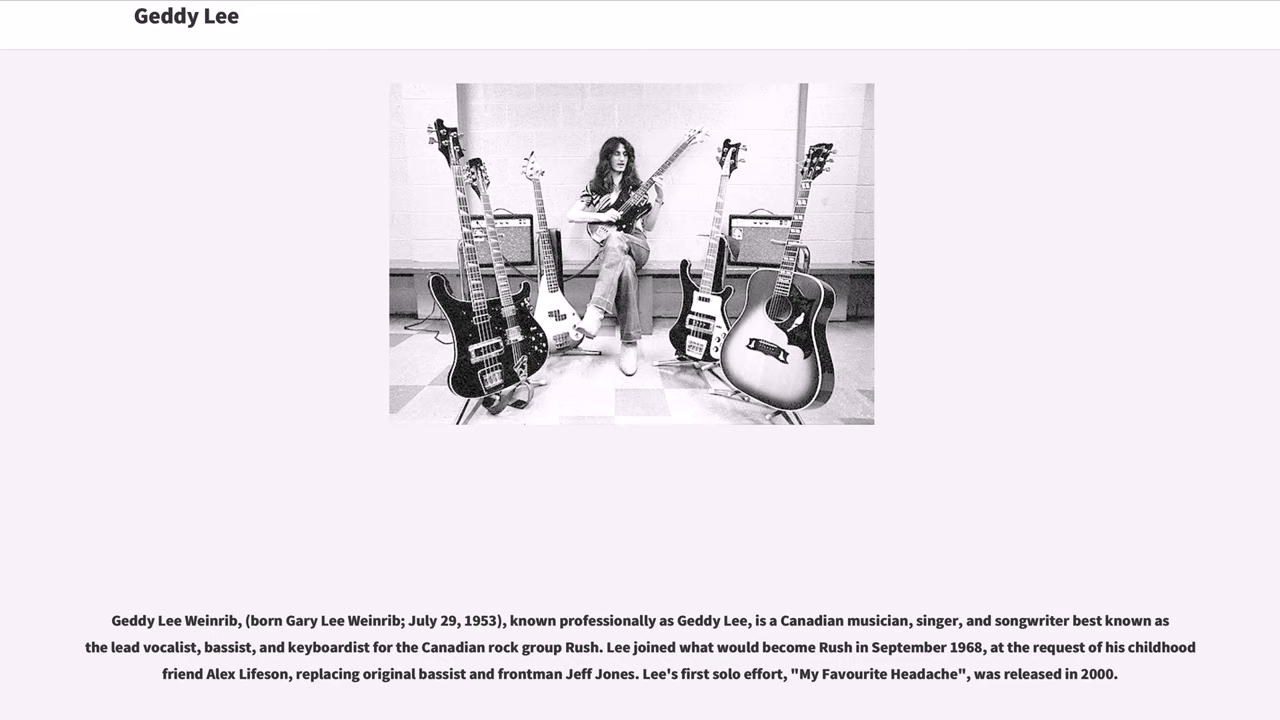 Geddy Lee
Geddy Lee Weinrib, (born Gary Lee Weinrib; July 29, 1953), known professionally as Geddy Lee, is a Canadian musician, singer, and songwriter best known as
the lead vocalist, bassist, and keyboardist for the Canadian rock group Rush. Lee joined what would become Rush in September 1968, at the request of his childhood
friend Alex Lifeson, replacing original bassist and frontman Jeff Jones. Lee's first solo effort, "My Favourite Headache", was released in 2000.